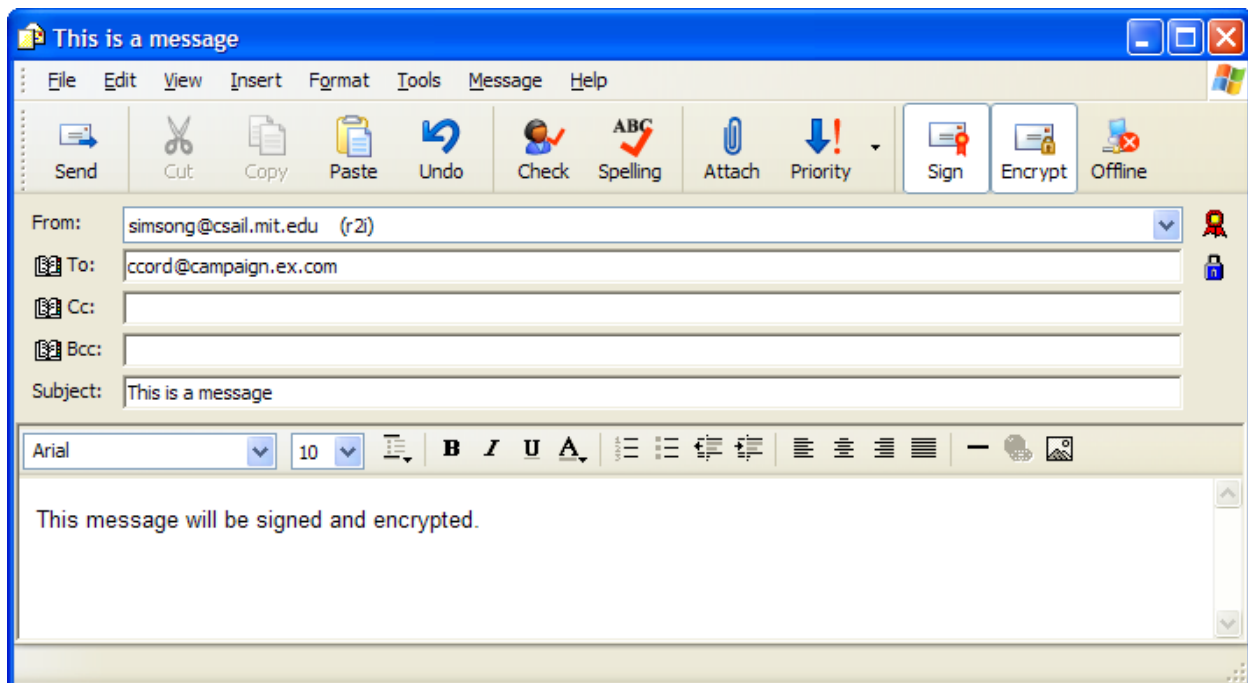 This is a message
File Edit View Insert Format Tools Message Help
ABC
Send Cut Copy Paste Undo Check Spelling Attach Priority Sign Encrypt Offline
From: simsong@csail.mit.edu (r2i)
To: ccord@campaign.ex.com
Cc:
Bcc:
Subject: This is a message
Arial 10 B I U A
This message will be signed and encrypted.